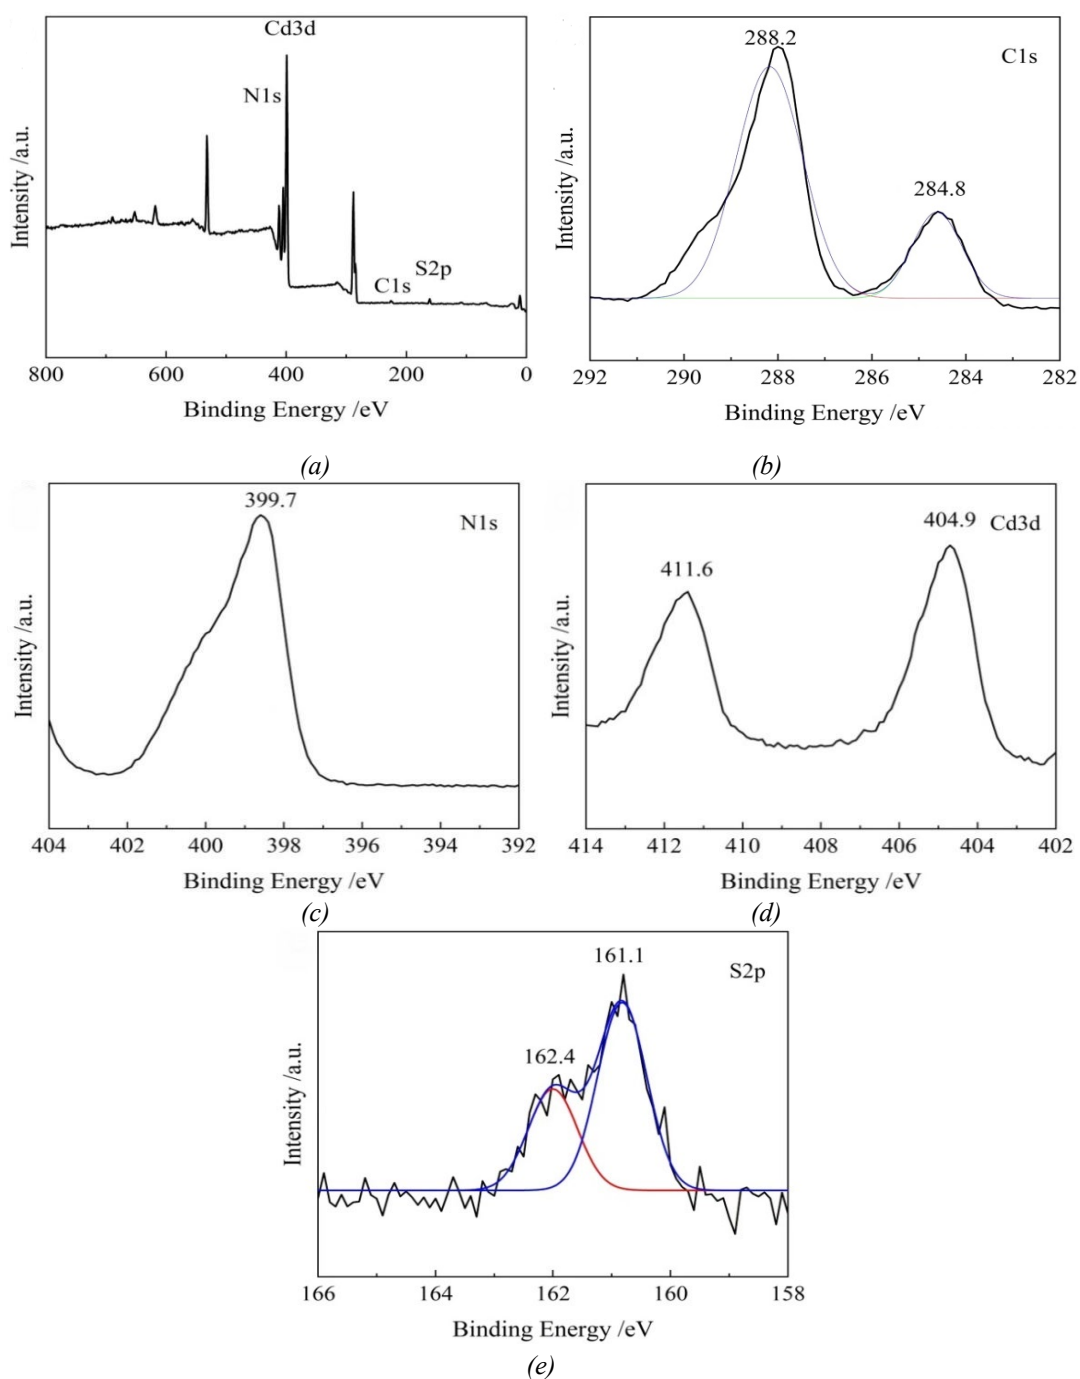 Cd3d
N1s
S2p
C1s
Intensity /a.u.
800 600 400 200 0
Binding Energy /eV
(a)
288.2
C1s
284.8
Intensity /a.u.
292 290 288 286 284 282
Binding Energy /eV
(b)
399.7
N1s
Intensity /a.u.
404 402 400 398 396 394 392
Binding Energy /eV
(c)
404.9
Cd3d
411.6
Intensity /a.u.
414 412 410 408 406 404 402
Binding Energy /eV
(d)
161.1
S2p
162.4
Intensity /a.u.
166 164 162 160 158
Binding Energy /eV
(e)